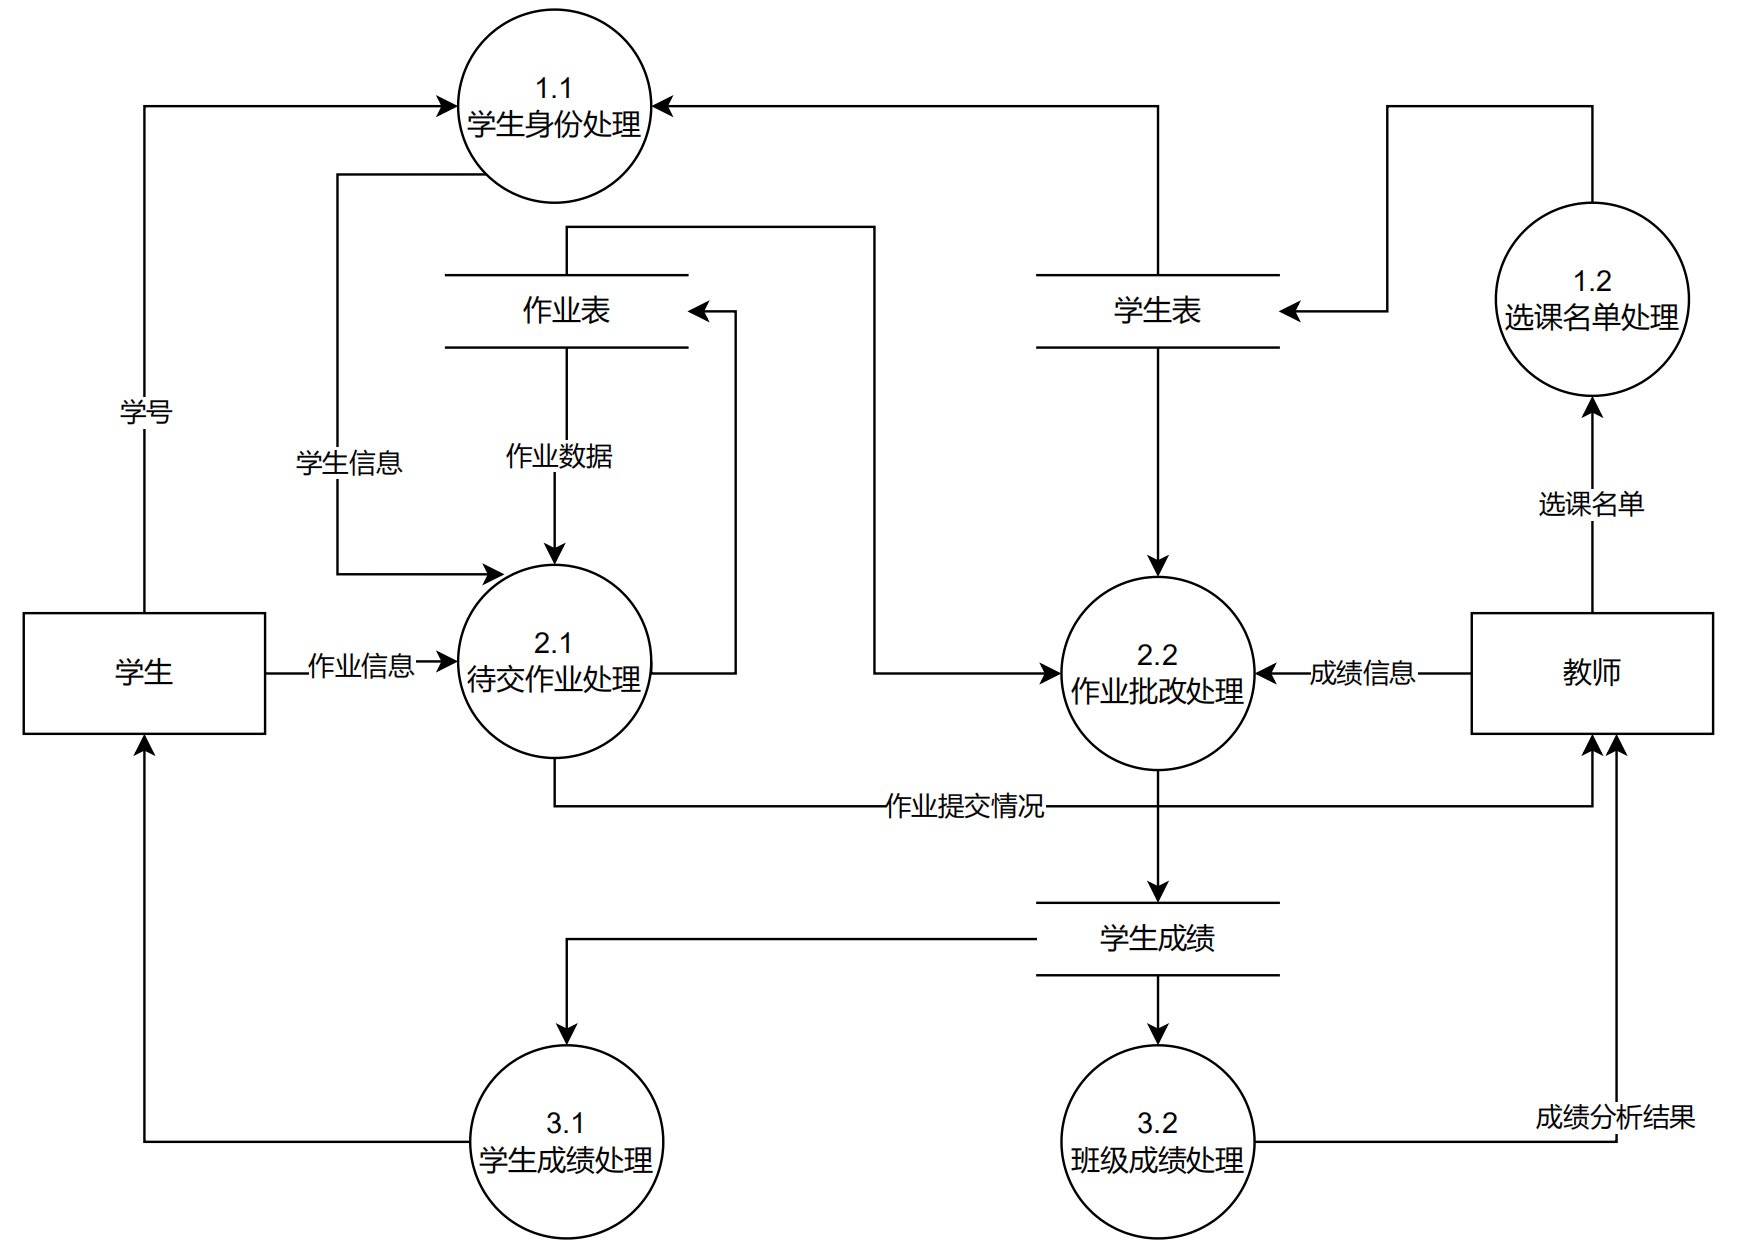 1.1
学生身份处理
1.2
选课名单处理
作业表
学生表
学号
学生信息
作业数据
选课名单
学生
作业信息
2.1
待交作业处理
2.2
作业批改处理
成绩信息
教师
作业提交情况
学生成绩
3.1
学生成绩处理
3.2
班级成绩处理
成绩分析结果